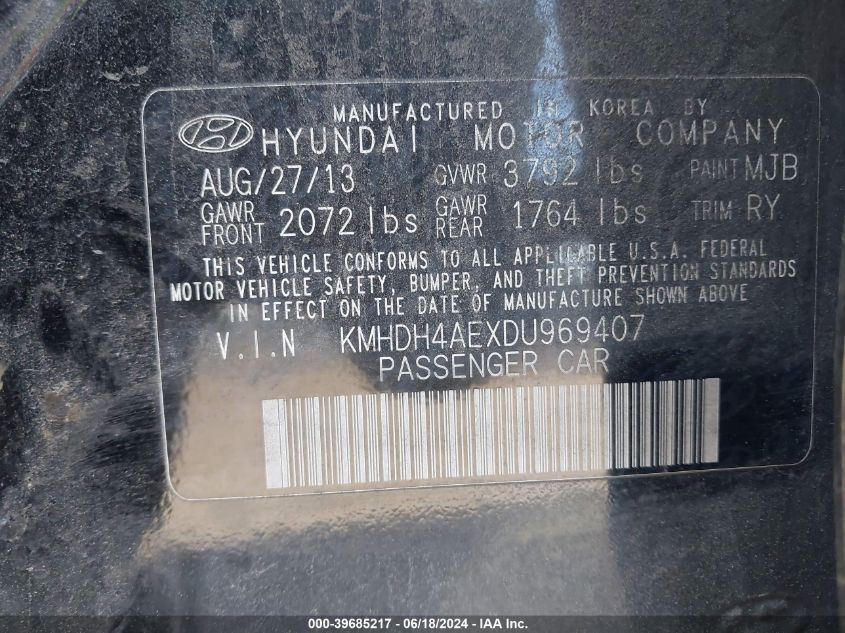 MANUFACTURED IN KOREA BY
HYUNDAI MOTOR COMPANY
AUG/27/13 GVWR 3792 lbs PAINT MJB
GAWR FRONT 2072 lbs GAWR REAR 1764 lbs TRIM RY
THIS VEHICLE CONFORMS TO ALL APPLICABLE U.S.A. FEDERAL
MOTOR VEHICLE SAFETY, BUMPER, AND THEFT PREVENTION STANDARDS
IN EFFECT ON THE DATE OF MANUFACTURE SHOWN ABOVE
V.I.N KMHDH4AEXDU969407
PASSENGER CAR
000-39685217 - 06/18/2024 - IAAI.com